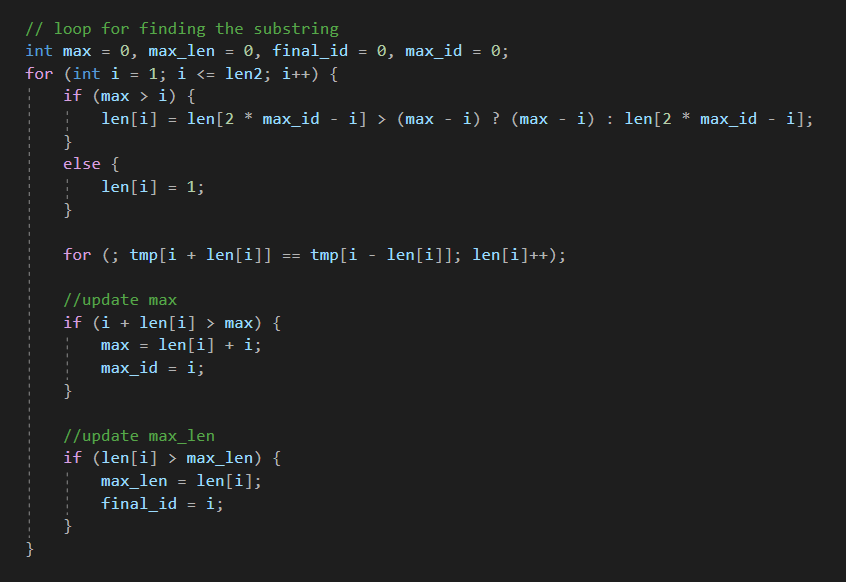 // loop for finding the substring
int max = 0, max_len = 0, final_id = 0, max_id = 0;
for (int i = 1; i <= len2; i++) {
    if (max > i) {
        len[i] = len[2 * max_id - i] > (max - i) ? (max - i) : len[2 * max_id - i];
    }
    else {
        len[i] = 1;
    }

    for (; tmp[i + len[i]] == tmp[i - len[i]]; len[i]++);

    //update max
    if (i + len[i] > max) {
        max = len[i] + i;
        max_id = i;
    }

    //update max_len
    if (len[i] > max_len) {
        max_len = len[i];
        final_id = i;
    }
}